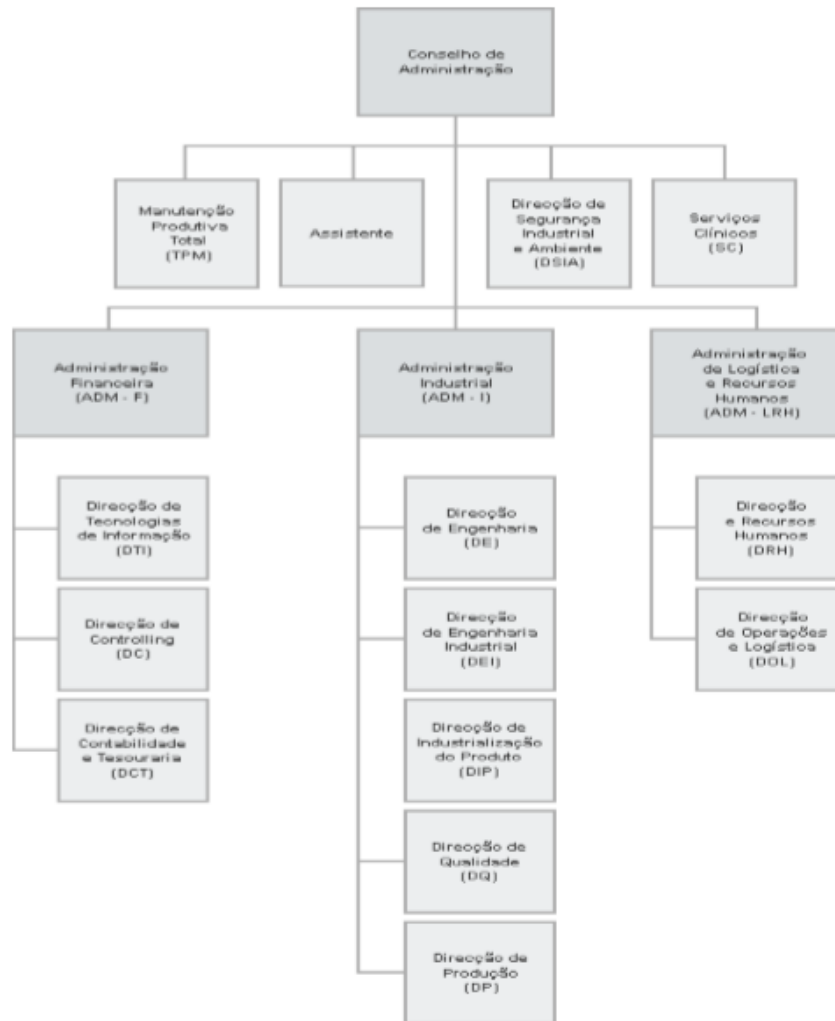 Conselho de
Administração
Manutenção
Produtiva
Total
(TPM)
Assistente
Direcção de
Segurança
Industrial
e Ambiente
(DSIA)
Serviços
Clínicos
(SC)
Administração
Financeira
(ADM - F)
Administração
Industrial
(ADM - I)
Administração
de Logística
e Recursos
Humanos
(ADM - LRH)
Direcção de
Tecnologias
de Informação
(DTI)
Direcção de
Controlling
(DC)
Direcção de
Contabilidade
e Tesouraria
(DCT)
Direcção
de Engenharia
(DE)
Direcção
de Engenharia
Industrial
(DEI)
Direcção de
Industrialização
do Produto
(DIP)
Direcção de
Qualidade
(DQ)
Direcção de
Produção
(DP)
Direcção
e Recursos
Humanos
(DRH)
Direcção
de Operações
e Logística
(DOL)